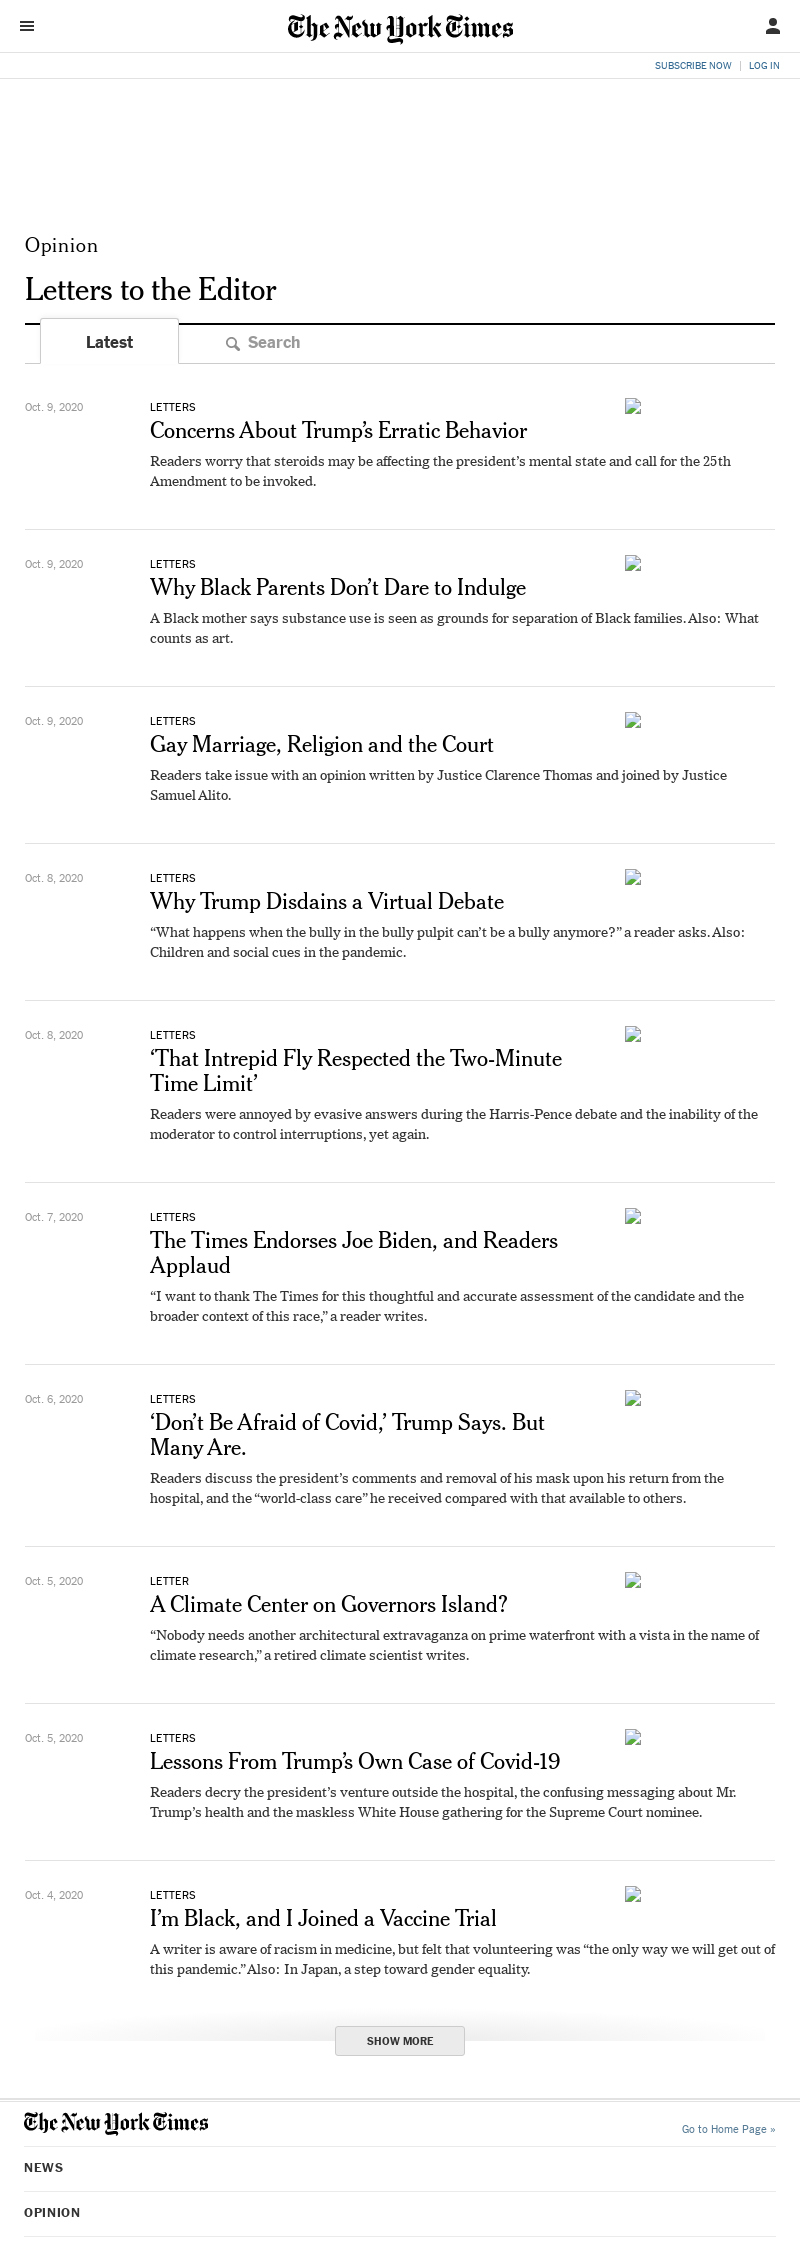 The New York Times
SUBSCRIBE NOW | LOG IN
Opinion
Letters to the Editor
Latest
Search
Oct. 9, 2020
LETTERS
Concerns About Trump’s Erratic Behavior
Readers worry that steroids may be affecting the president’s mental state and call for the 25th
Amendment to be invoked.
Oct. 9, 2020
LETTERS
Why Black Parents Don’t Dare to Indulge
A Black mother says substance use is seen as grounds for separation of Black families. Also: What
counts as art.
Oct. 9, 2020
LETTERS
Gay Marriage, Religion and the Court
Readers take issue with an opinion written by Justice Clarence Thomas and joined by Justice
Samuel Alito.
Oct. 8, 2020
LETTERS
Why Trump Disdains a Virtual Debate
“What happens when the bully in the bully pulpit can’t be a bully anymore?” a reader asks. Also:
Children and social cues in the pandemic.
Oct. 8, 2020
LETTERS
‘That Intrepid Fly Respected the Two-Minute
Time Limit’
Readers were annoyed by evasive answers during the Harris-Pence debate and the inability of the
moderator to control interruptions, yet again.
Oct. 7, 2020
LETTERS
The Times Endorses Joe Biden, and Readers
Applaud
“I want to thank The Times for this thoughtful and accurate assessment of the candidate and the
broader context of this race,” a reader writes.
Oct. 6, 2020
LETTERS
‘Don’t Be Afraid of Covid,’ Trump Says. But
Many Are.
Readers discuss the president’s comments and removal of his mask upon his return from the
hospital, and the “world-class care” he received compared with that available to others.
Oct. 5, 2020
LETTER
A Climate Center on Governors Island?
“Nobody needs another architectural extravaganza on prime waterfront with a vista in the name of
climate research,” a retired climate scientist writes.
Oct. 5, 2020
LETTERS
Lessons From Trump’s Own Case of Covid-19
Readers decry the president’s venture outside the hospital, the confusing messaging about Mr.
Trump’s health and the maskless White House gathering for the Supreme Court nominee.
Oct. 4, 2020
LETTERS
I’m Black, and I Joined a Vaccine Trial
A writer is aware of racism in medicine, but felt that volunteering was “the only way we will get out of
this pandemic.” Also: In Japan, a step toward gender equality.
SHOW MORE
The New York Times
Go to Home Page »
NEWS
OPINION